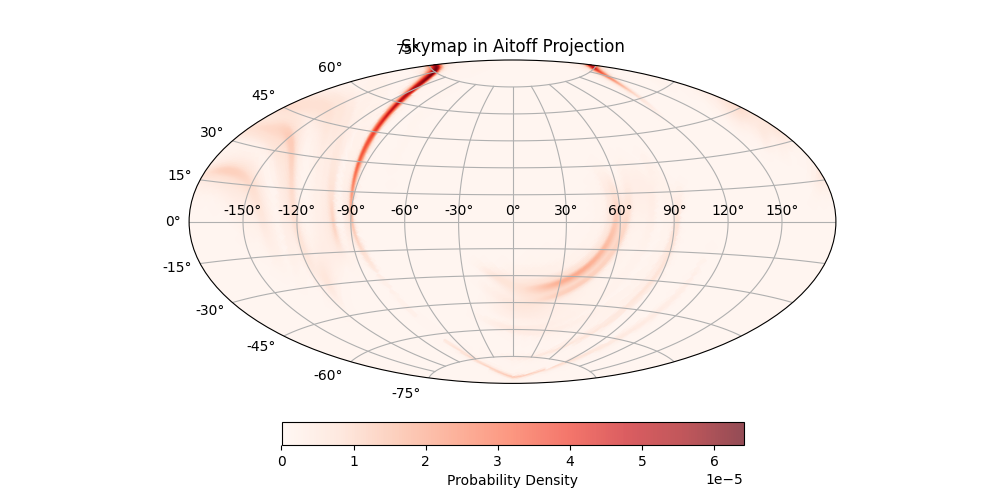 Skymap in Aitoff Projection
75°
60°
45°
30°
15°
-150° -120° -90° -60° -30° 0° 30° 60° 90° 120° 150°
0°
-15°
-30°
-45°
-60°
-75°
0 1 2 3 4 5 6
1e−5
Probability Density